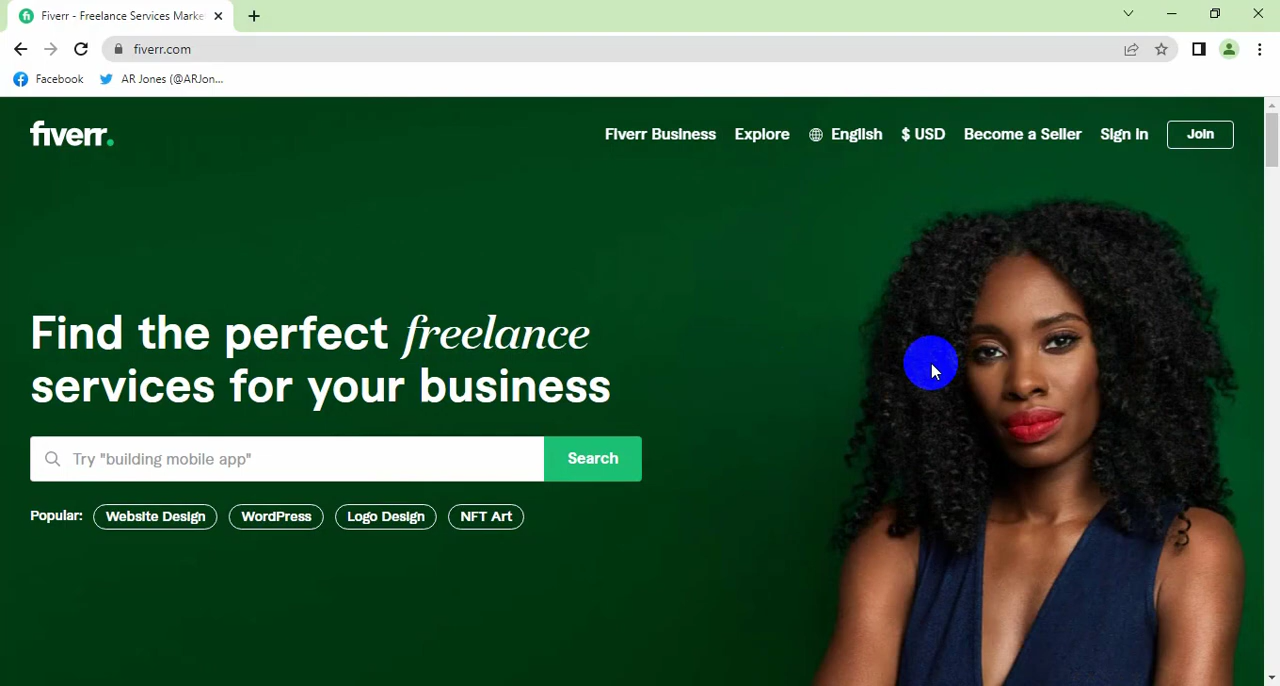 Fiverr - Freelance Services Marke
fiverr.com
Facebook
AR Jones (@ARJon...
fiverr.
Fiverr Business
Explore
English
$ USD
Become a Seller
Sign in
Join
Find the perfect freelance
services for your business
Try "building mobile app"
Search
Popular:
Website Design
WordPress
Logo Design
NFT Art